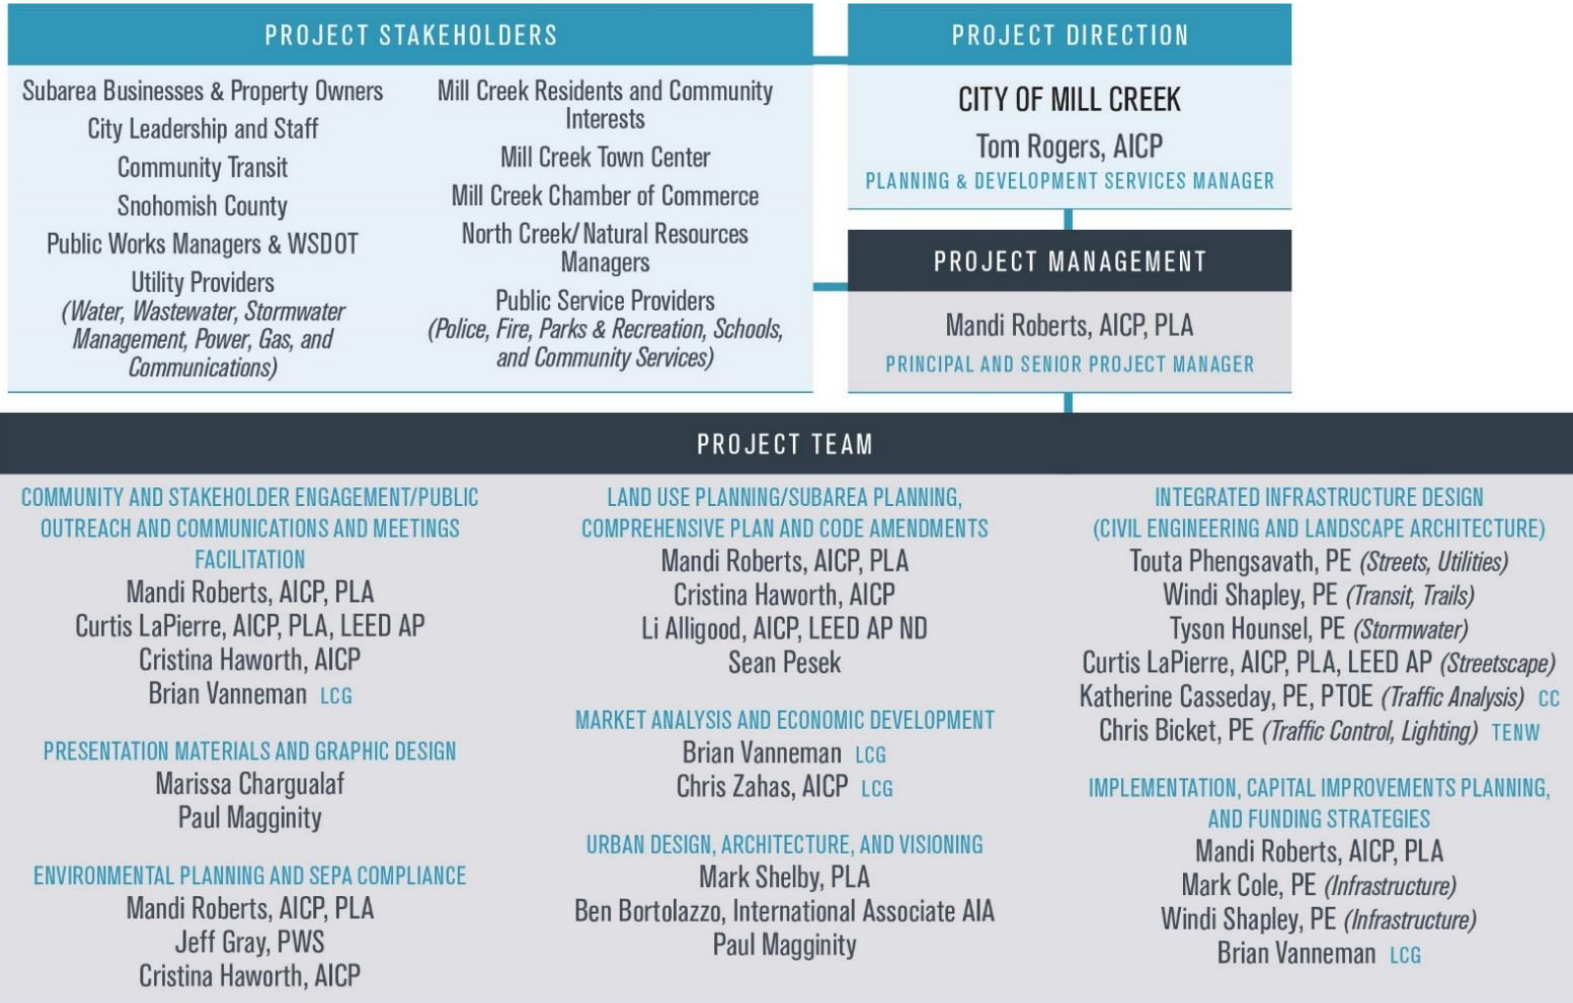 PROJECT STAKEHOLDERS
Subarea Businesses & Property Owners
City Leadership and Staff
Community Transit
Snohomish County
Public Works Managers & WSDOT
Utility Providers
(Water, Wastewater, Stormwater
Management, Power, Gas, and
Communications)
Mill Creek Residents and Community
Interests
Mill Creek Town Center
Mill Creek Chamber of Commerce
North Creek/Natural Resources
Managers
Public Service Providers
(Police, Fire, Parks & Recreation, Schools,
and Community Services)
PROJECT DIRECTION
CITY OF MILL CREEK
Tom Rogers, AICP
PLANNING & DEVELOPMENT SERVICES MANAGER
PROJECT MANAGEMENT
Mandi Roberts, AICP, PLA
PRINCIPAL AND SENIOR PROJECT MANAGER
PROJECT TEAM
COMMUNITY AND STAKEHOLDER ENGAGEMENT/PUBLIC
OUTREACH AND COMMUNICATIONS AND MEETINGS
FACILITATION
Mandi Roberts, AICP, PLA
Curtis LaPierre, AICP, PLA, LEED AP
Cristina Haworth, AICP
Brian Vanneman LCG
PRESENTATION MATERIALS AND GRAPHIC DESIGN
Marissa Chargualaf
Paul Magginity
ENVIRONMENTAL PLANNING AND SEPA COMPLIANCE
Mandi Roberts, AICP, PLA
Jeff Gray, PWS
Cristina Haworth, AICP
LAND USE PLANNING/SUBAREA PLANNING,
COMPREHENSIVE PLAN AND CODE AMENDMENTS
Mandi Roberts, AICP, PLA
Cristina Haworth, AICP
Li Alligood, AICP, LEED AP ND
Sean Pesek
MARKET ANALYSIS AND ECONOMIC DEVELOPMENT
Brian Vanneman LCG
Chris Zahas, AICP LCG
URBAN DESIGN, ARCHITECTURE, AND VISIONING
Mark Shelby, PLA
Ben Bortolazzo, International Associate AIA
Paul Magginity
INTEGRATED INFRASTRUCTURE DESIGN
(CIVIL ENGINEERING AND LANDSCAPE ARCHITECTURE)
Touta Phengsavath, PE (Streets, Utilities)
Windi Shapley, PE (Transit, Trails)
Tyson Hounsel, PE (Stormwater)
Curtis LaPierre, AICP, PLA, LEED AP (Streetscape)
Katherine Casseday, PE, PTOE (Traffic Analysis) CC
Chris Bicket, PE (Traffic Control, Lighting) TENW
IMPLEMENTATION, CAPITAL IMPROVEMENTS PLANNING,
AND FUNDING STRATEGIES
Mandi Roberts, AICP, PLA
Mark Cole, PE (Infrastructure)
Windi Shapley, PE (Infrastructure)
Brian Vanneman LCG